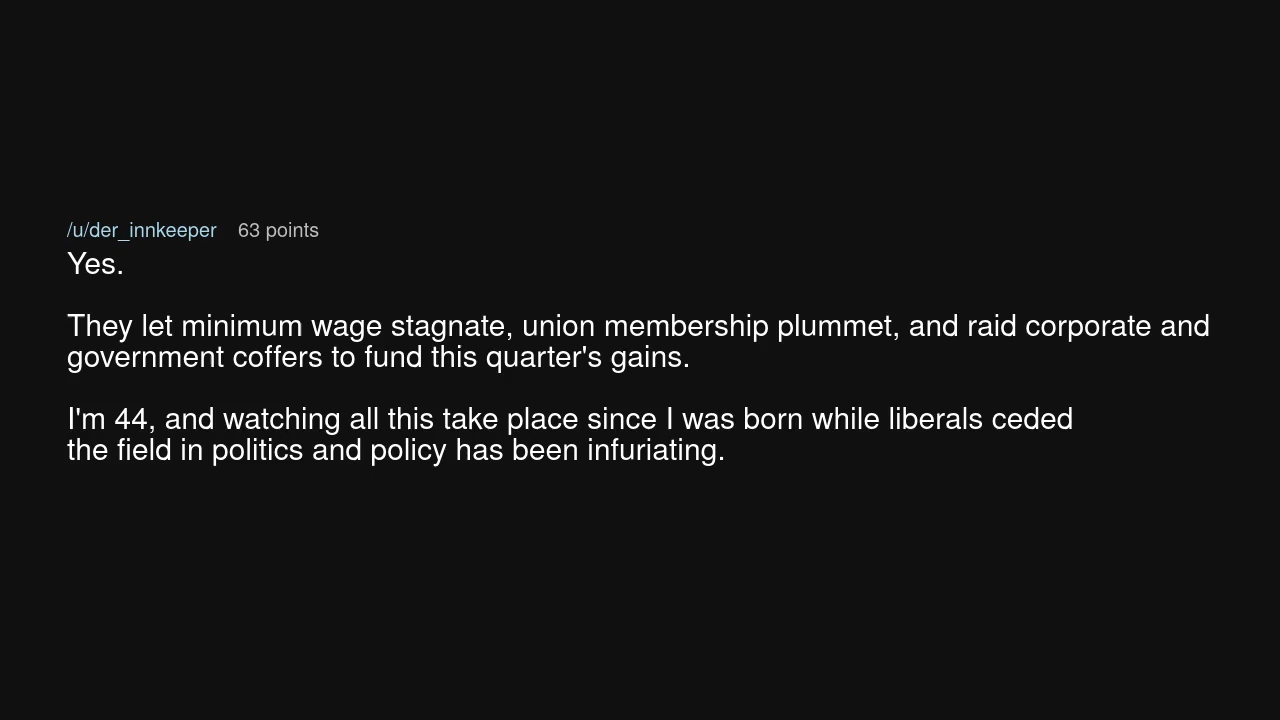 /u/der_innkeeper 63 points
Yes.
They let minimum wage stagnate, union membership plummet, and raid corporate and
government coffers to fund this quarter's gains.
I'm 44, and watching all this take place since I was born while liberals ceded
the field in politics and policy has been infuriating.